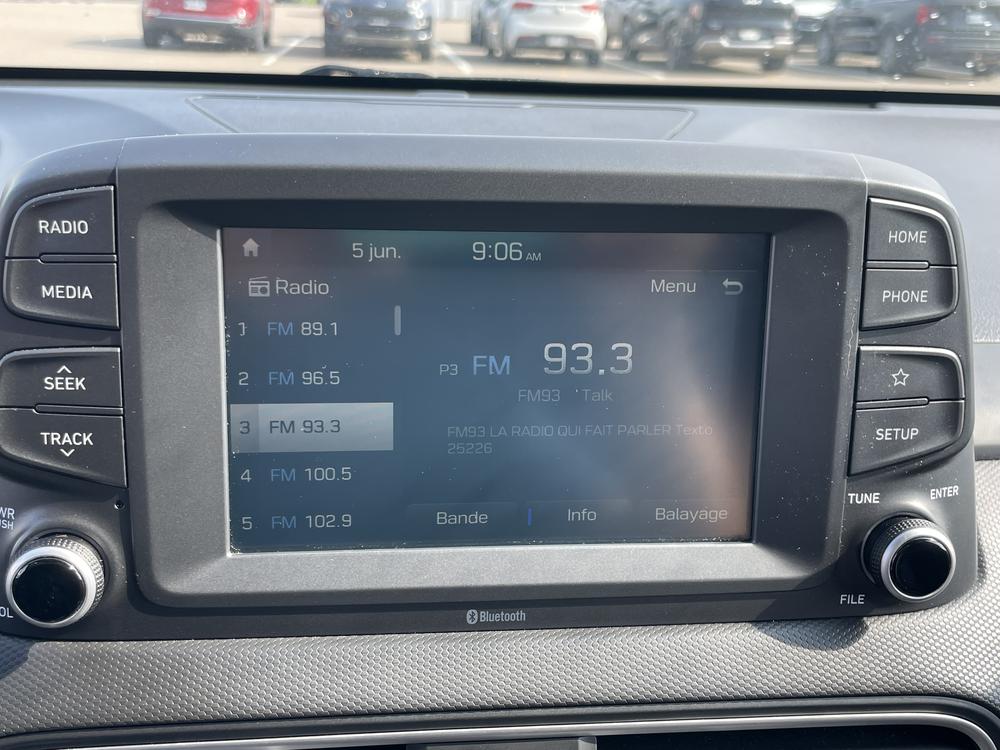 5 jun. 9:06 AM
Radio Menu
1 FM 89.1
2 FM 96.5
3 FM 93.3
4 FM 100.5
5 FM 102.9
P3 FM 93.3
FM93 Talk
FM93 LA RADIO QUI FAIT PARLER Texto
25226
Bande Info Balayage
RADIO
MEDIA
SEEK
TRACK
HOME
PHONE
SETUP
TUNE
ENTER
FILE
Bluetooth